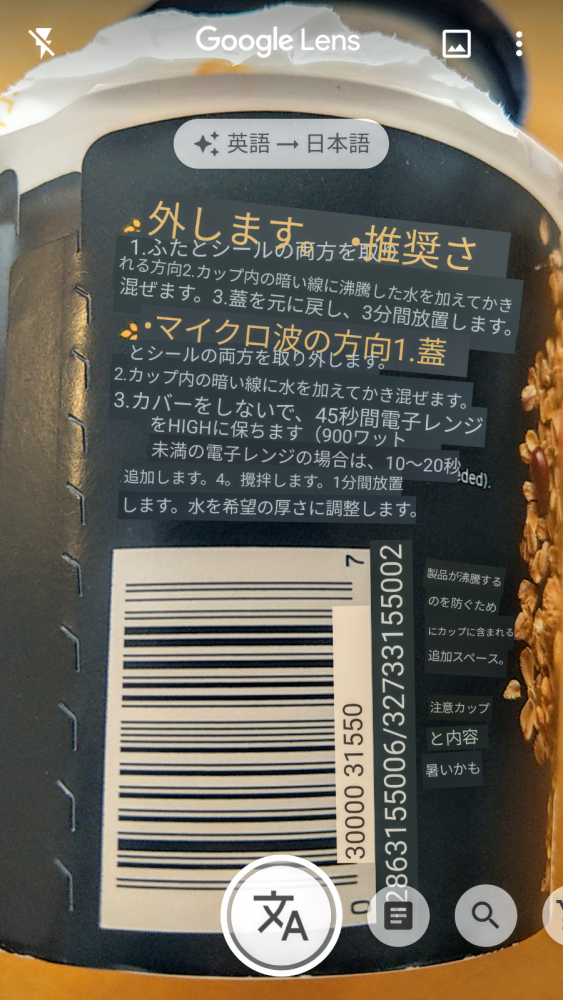 Google Lens
英語 → 日本語
外します。 •推奨さ
1.ふたとシールの両方を取り
れる方向2.カップ内の暗い線に沸騰した水を加えてかき
混ぜます。3.蓋を元に戻し、3分間放置します。
•マイクロ波の方向1.蓋
とシールの両方を取り外します。
2.カップ内の暗い線に水を加えてかき混ぜます。
3.カバーをしないで、45秒間電子レンジ
をHIGHに保ちます（900ワット
未満の電子レンジの場合は、10〜20秒
ded).
追加します。4。攪拌します。1分間放置
します。水を希望の厚さに調整します。
7
30000 31550
0
2863155006/32733155002
製品が沸騰する
のを防ぐため
にカップに含まれる
追加スペース。
注意カップ
と内容
暑いかも
文A